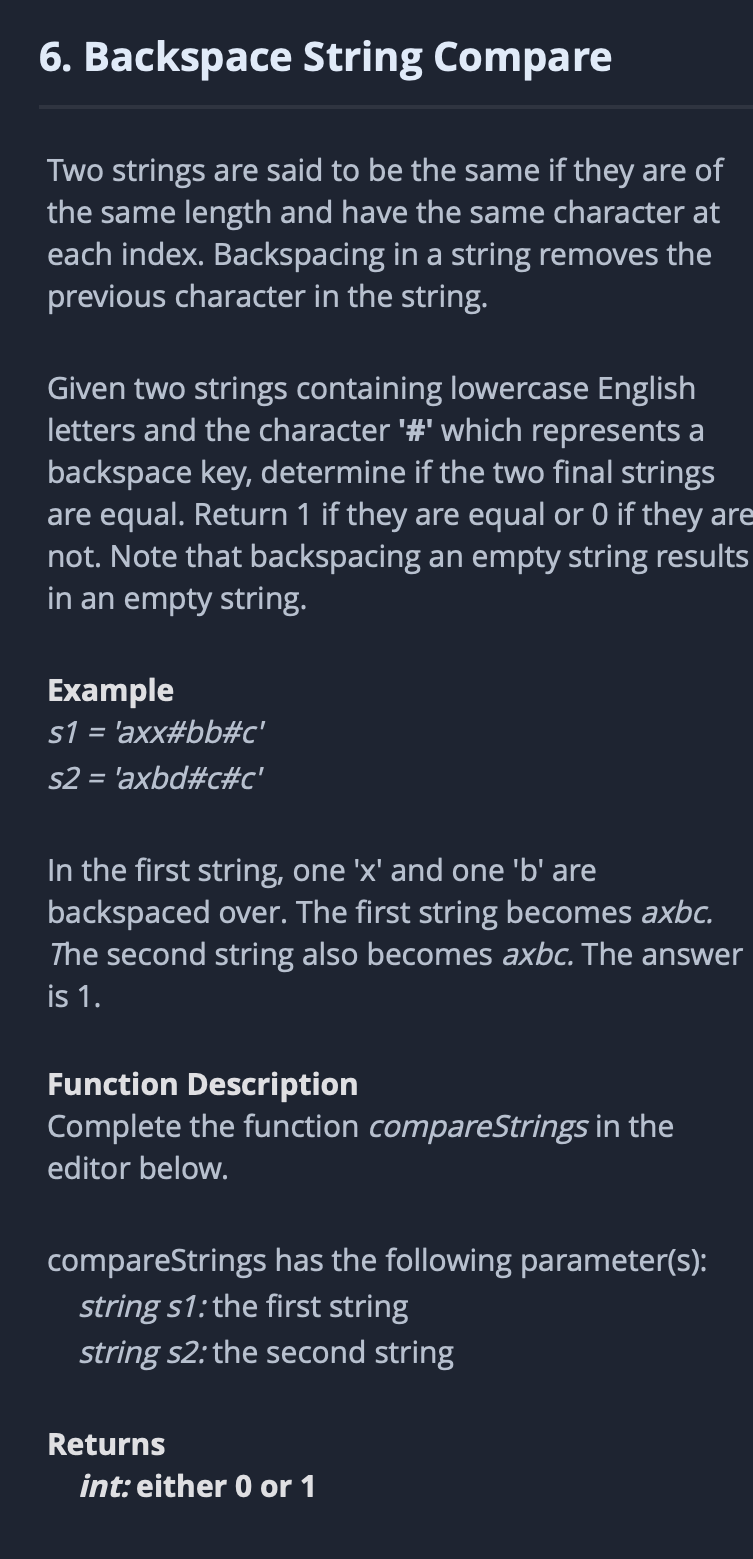 6. Backspace String Compare
Two strings are said to be the same if they are of
the same length and have the same character at
each index. Backspacing in a string removes the
previous character in the string.
Given two strings containing lowercase English
letters and the character '#' which represents a
backspace key, determine if the two final strings
are equal. Return 1 if they are equal or 0 if they are
not. Note that backspacing an empty string results
in an empty string.
Example
s1 = 'axx#bb#c'
s2 = 'axbd#c#c'
In the first string, one 'x' and one 'b' are
backspaced over. The first string becomes axbc.
The second string also becomes axbc. The answer
is 1.
Function Description
Complete the function compareStrings in the
editor below.
compareStrings has the following parameter(s):
string s1: the first string
string s2: the second string
Returns
int: either 0 or 1